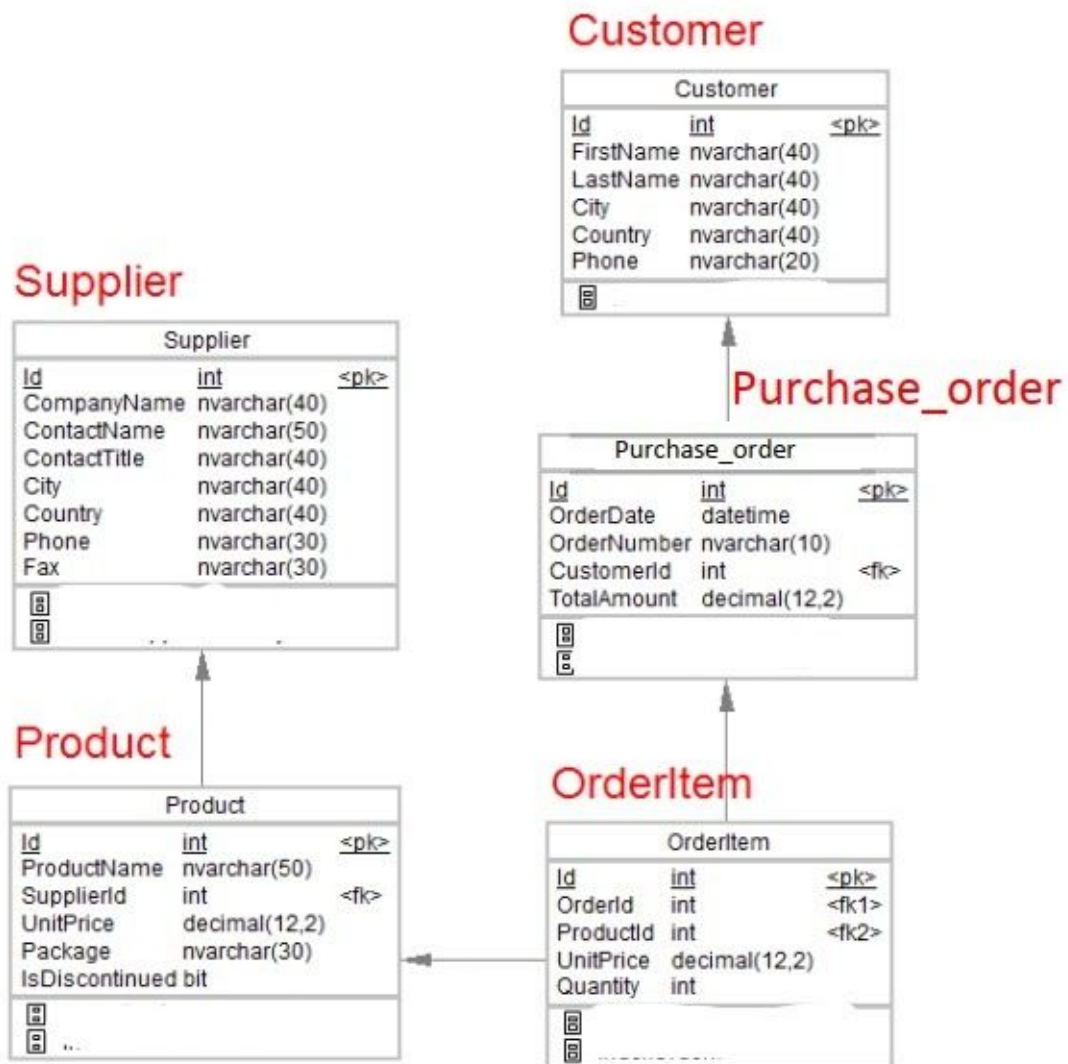 Customer
Customer
Id int <pk>
FirstName nvarchar(40)
LastName nvarchar(40)
City nvarchar(40)
Country nvarchar(40)
Phone nvarchar(20)
Supplier
Supplier
Id int <pk>
CompanyName nvarchar(40)
ContactName nvarchar(50)
ContactTitle nvarchar(40)
City nvarchar(40)
Country nvarchar(40)
Phone nvarchar(30)
Fax nvarchar(30)
Purchase_order
Purchase_order
Id int <pk>
OrderDate datetime
OrderNumber nvarchar(10)
CustomerId int <fk>
TotalAmount decimal(12,2)
Product
Product
Id int <pk>
ProductName nvarchar(50)
SupplierId int <fk>
UnitPrice decimal(12,2)
Package nvarchar(30)
IsDiscontinued bit
OrderItem
OrderItem
Id int <pk>
OrderId int <fk1>
ProductId int <fk2>
UnitPrice decimal(12,2)
Quantity int